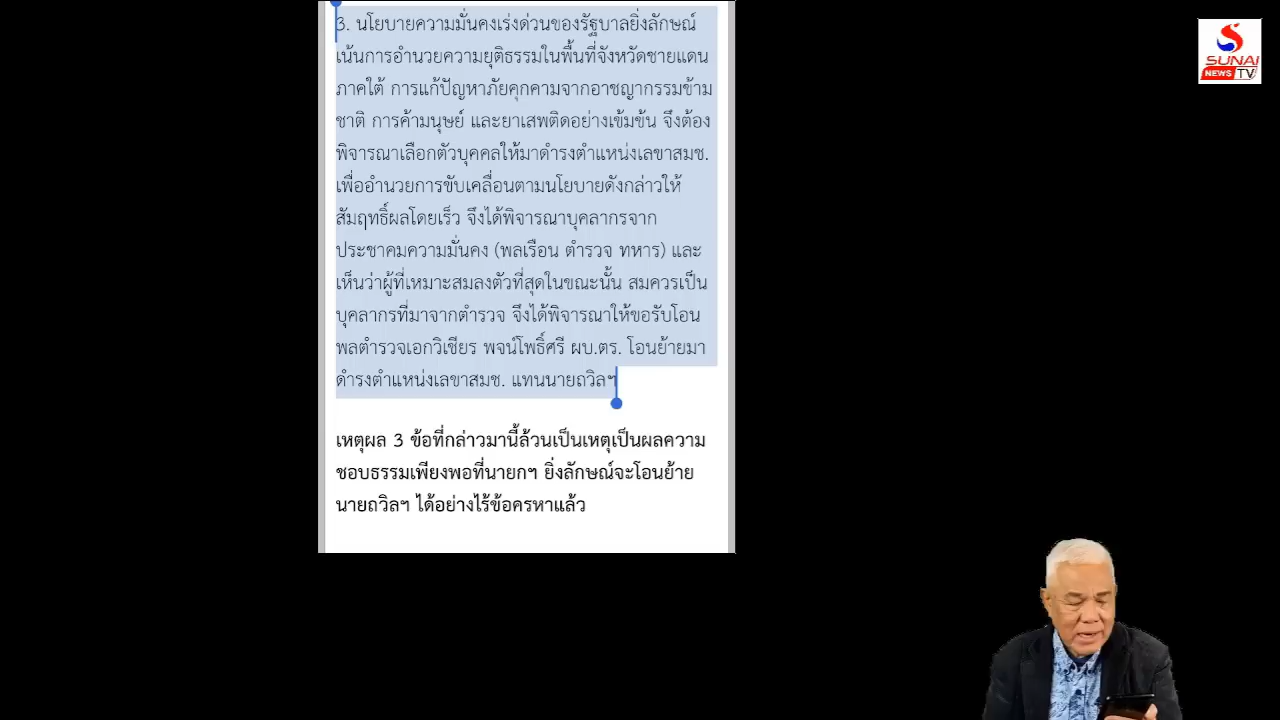 3. นโยบายความมั่นคงเร่งด่วนของรัฐบาลยิ่งลักษณ์
เน้นการอำนวยความยุติธรรมในพื้นที่จังหวัดชายแดน
ภาคใต้ การแก้ปัญหาภัยคุกคามจากอาชญากรรมข้าม
ชาติ การค้ามนุษย์ และยาเสพติดอย่างเข้มข้น จึงต้อง
พิจารณาเลือกตัวบุคคลให้มาดำรงตำแหน่งเลขาสมช.
เพื่ออำนวยการขับเคลื่อนตามนโยบายดังกล่าวให้
สัมฤทธิ์ผลโดยเร็ว จึงได้พิจารณาบุคลากรจาก
ประชาคมความมั่นคง (พลเรือน ตำรวจ ทหาร) และ
เห็นว่าผู้ที่เหมาะสมลงตัวที่สุดในขณะนั้น สมควรเป็น
บุคลากรที่มาจากตำรวจ จึงได้พิจารณาให้ขอรับโอน
พลตำรวจเอกวิเชียร พจน์โพธิ์ศรี ผบ.ตร. โอนย้ายมา
ดำรงตำแหน่งเลขาสมช. แทนนายถวิลฯ
เหตุผล 3 ข้อที่กล่าวมานี้ล้วนเป็นเหตุเป็นผลความ
ชอบธรรมเพียงพอที่นายกฯ ยิ่งลักษณ์จะโอนย้าย
นายถวิลฯ ได้อย่างไร้ข้อครหาแล้ว
SUNAI
NEWS TV